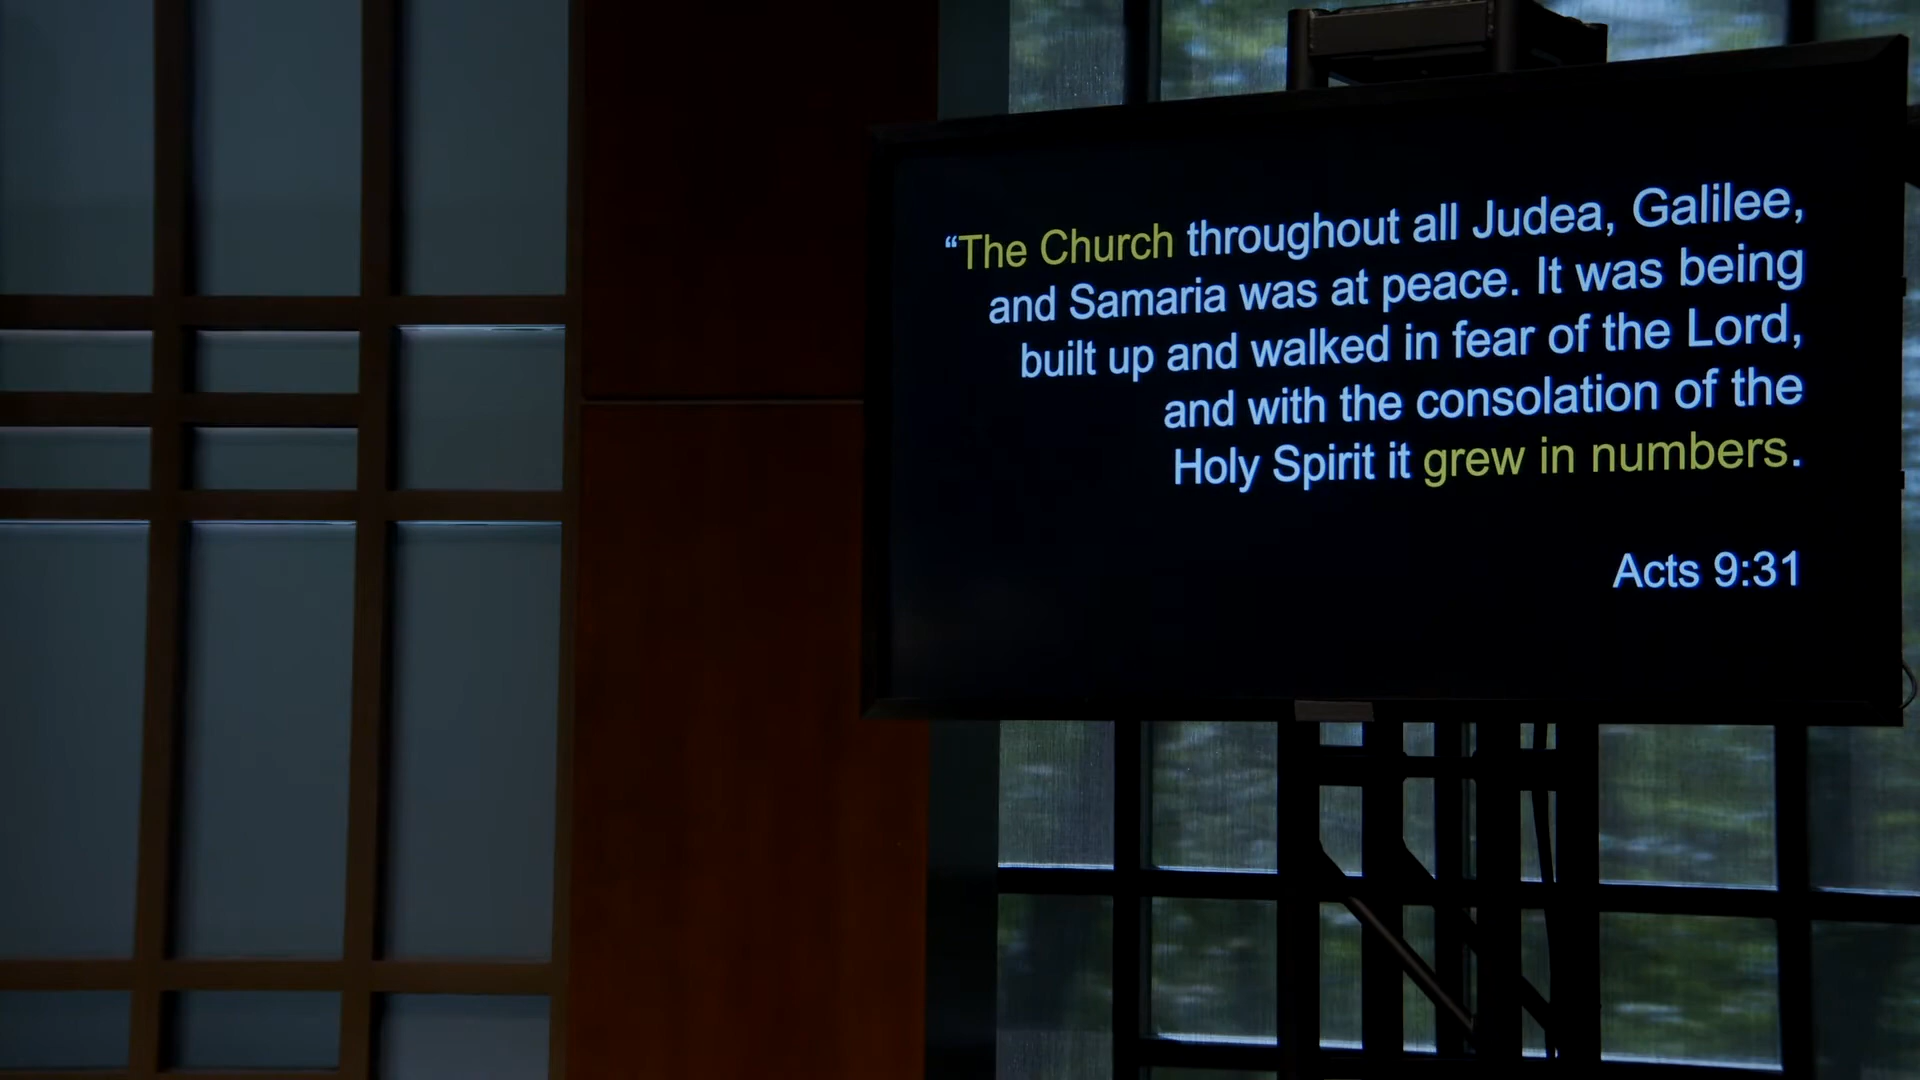 “The Church throughout all Judea, Galilee,
and Samaria was at peace. It was being
built up and walked in fear of the Lord,
and with the consolation of the
Holy Spirit it grew in numbers.
Acts 9:31